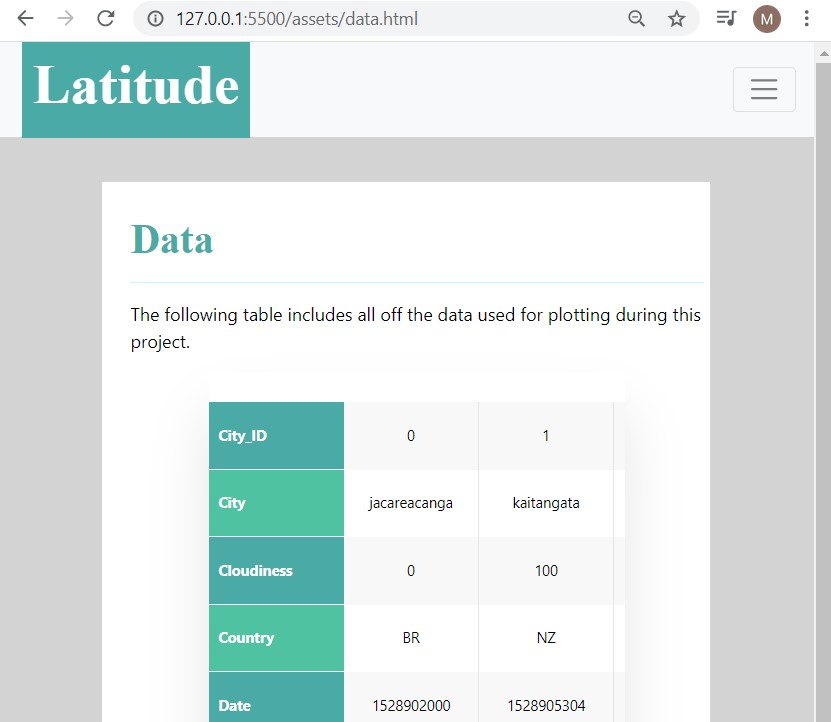 127.0.0.1:5500/assets/data.html
M
Latitude
Data
The following table includes all off the data used for plotting during this
project.
City_ID 0 1
City jacareacanga kaitangata
Cloudiness 0 100
Country BR NZ
Date 1528902000 1528905304